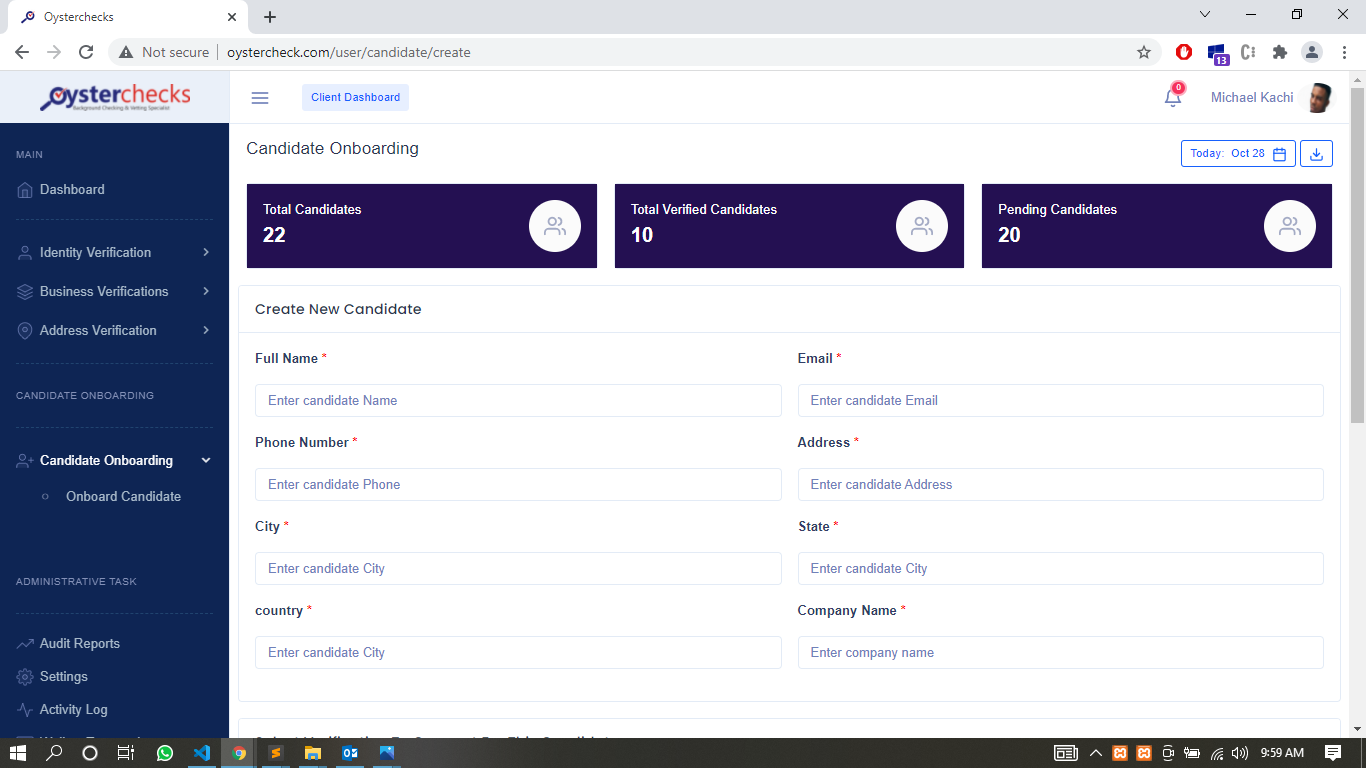 Oysterchecks
Not secure
oystercheck.com/user/candidate/create
13
Oysterchecks
Background Checking & Vetting Specialist
Client Dashboard
0
Michael Kachi
MAIN
Dashboard
Identity Verification
Business Verifications
Address Verification
CANDIDATE ONBOARDING
Candidate Onboarding
Onboard Candidate
ADMINISTRATIVE TASK
Audit Reports
Settings
Activity Log
Candidate Onboarding
Today: Oct 28
Total Candidates
22
Total Verified Candidates
10
Pending Candidates
20
Create New Candidate
Full Name *
Enter candidate Name
Email *
Enter candidate Email
Phone Number *
Enter candidate Phone
Address *
Enter candidate Address
City *
Enter candidate City
State *
Enter candidate City
country *
Enter candidate City
Company Name *
Enter company name
9:59 AM